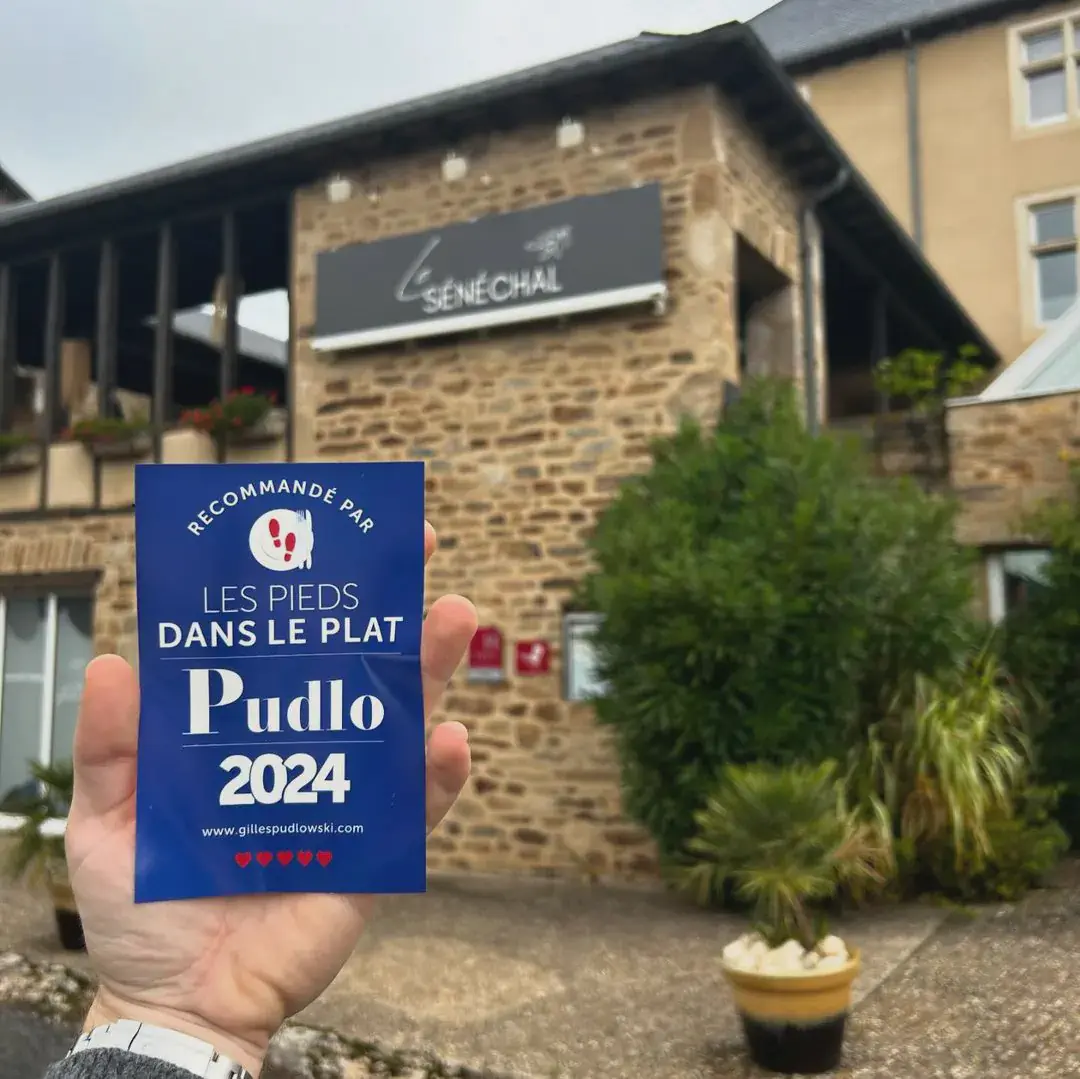 Le
SÉNÉCHAL
RECOMMANDÉ PAR
LES PIEDS
DANS LE PLAT
Pudlo
2024
www.gillespudlowski.com